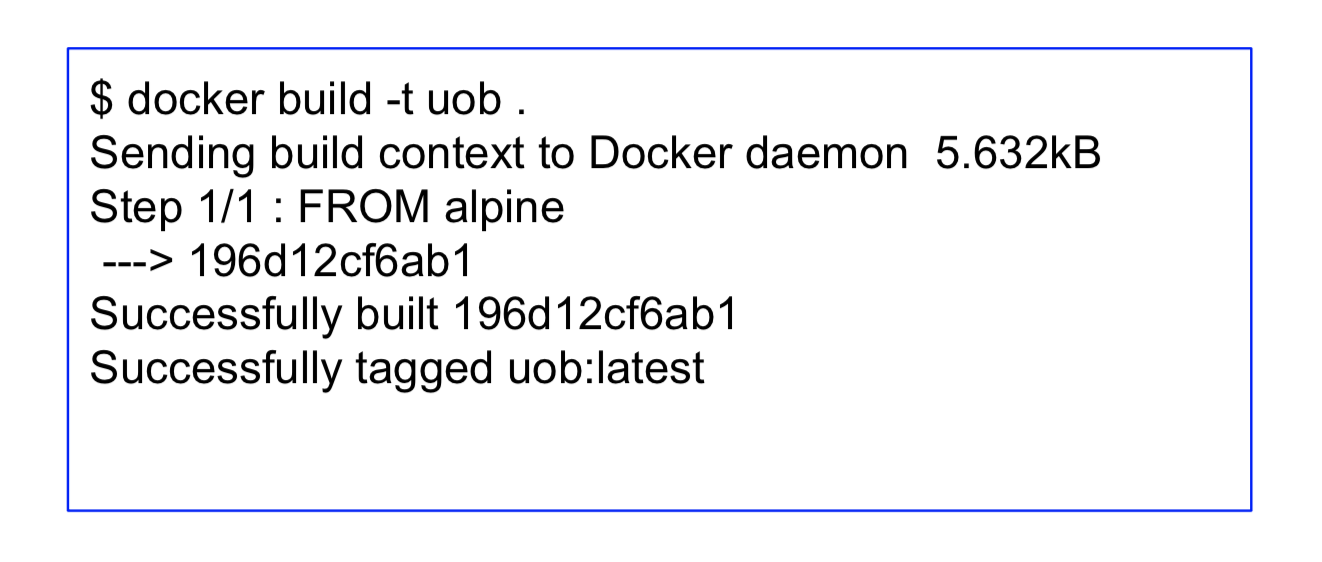 $ docker build -t uob .
Sending build context to Docker daemon  5.632kB
Step 1/1 : FROM alpine
 ---> 196d12cf6ab1
Successfully built 196d12cf6ab1
Successfully tagged uob:latest